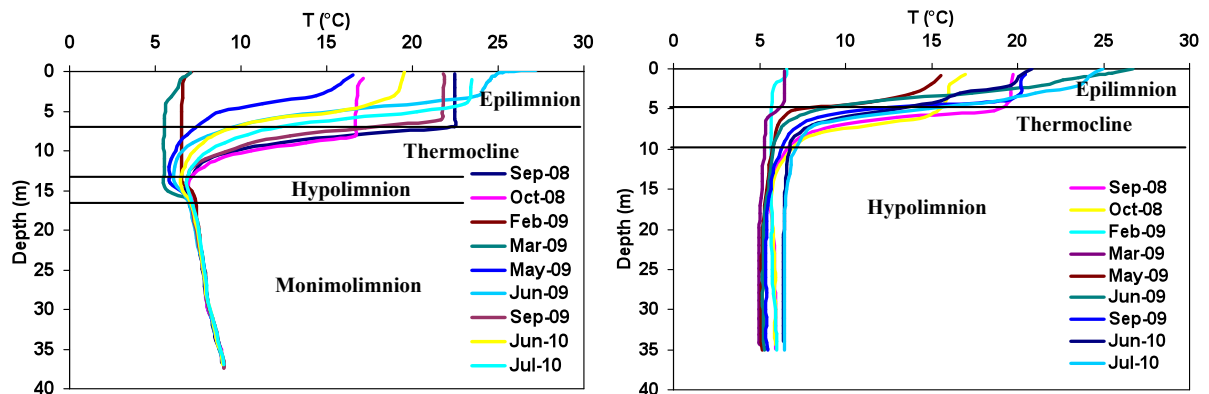 T (°C)
0 5 10 15 20 25 30
Depth (m)
0
5
10
15
20
25
30
35
40
Epilimnion
Thermocline
Hypolimnion
Monimolimnion
Sep-08
Oct-08
Feb-09
Mar-09
May-09
Jun-09
Sep-09
Jun-10
Jul-10
T (°C)
0 5 10 15 20 25 30
Depth (m)
0
5
10
15
20
25
30
35
40
Epilimnion
Thermocline
Hypolimnion
Sep-08
Oct-08
Feb-09
Mar-09
May-09
Jun-09
Sep-09
Jun-10
Jul-10